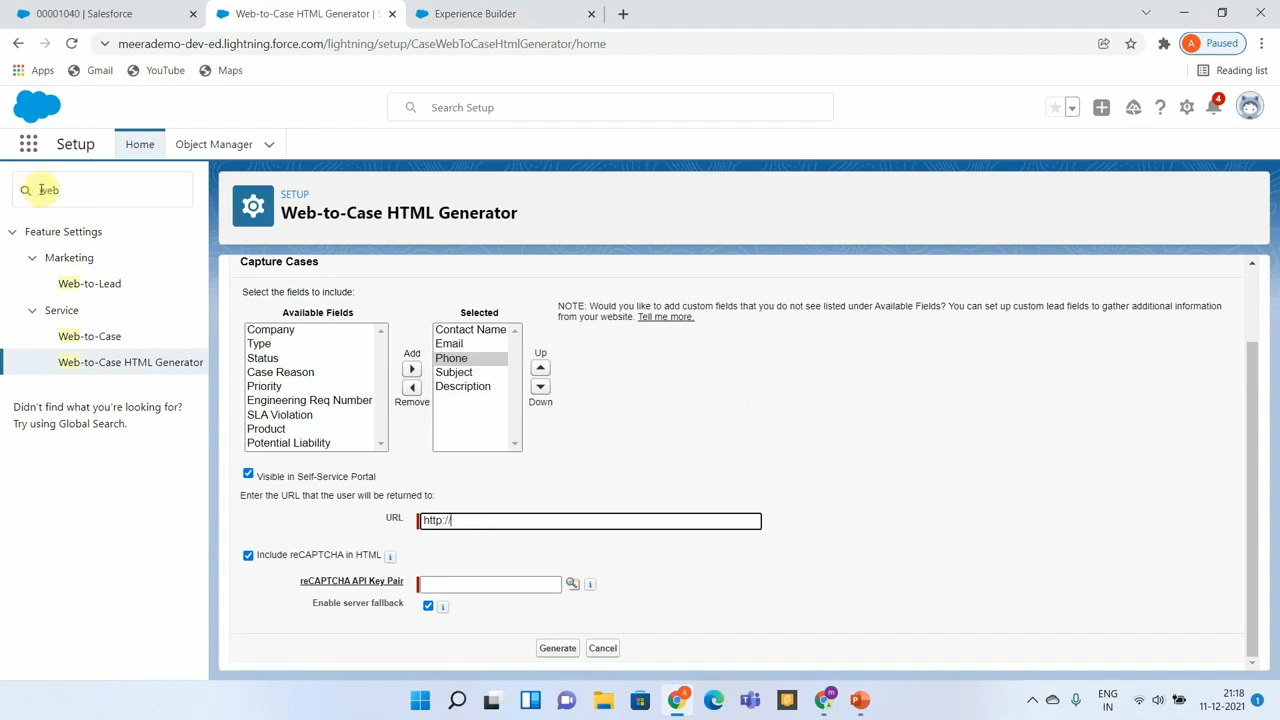 00001040 | Salesforce
Web-to-Case HTML Generator | S
Experience Builder
meerademo-dev-ed.lightning.force.com/lightning/setup/CaseWebToCaseHtmlGenerator/home
A Paused
Apps
Gmail
YouTube
Maps
Reading list
Search Setup
4
Setup
Home
Object Manager
web
Feature Settings
Marketing
Web-to-Lead
Service
Web-to-Case
Web-to-Case HTML Generator
Didn't find what you're looking for?
Try using Global Search.
SETUP
Web-to-Case HTML Generator
Capture Cases
Select the fields to include:
NOTE: Would you like to add custom fields that you do not see listed under Available Fields? You can set up custom lead fields to gather additional information
from your website. Tell me more.
Available Fields
Company
Type
Status
Case Reason
Priority
Engineering Req Number
SLA Violation
Product
Potential Liability
Add
Remove
Selected
Contact Name
Email
Phone
Subject
Description
Up
Down
Visible in Self-Service Portal
Enter the URL that the user will be returned to:
URL
http://
Include reCAPTCHA in HTML
reCAPTCHA API Key Pair
Enable server fallback
Generate
Cancel
ENG
IN
21:18
11-12-2021
1